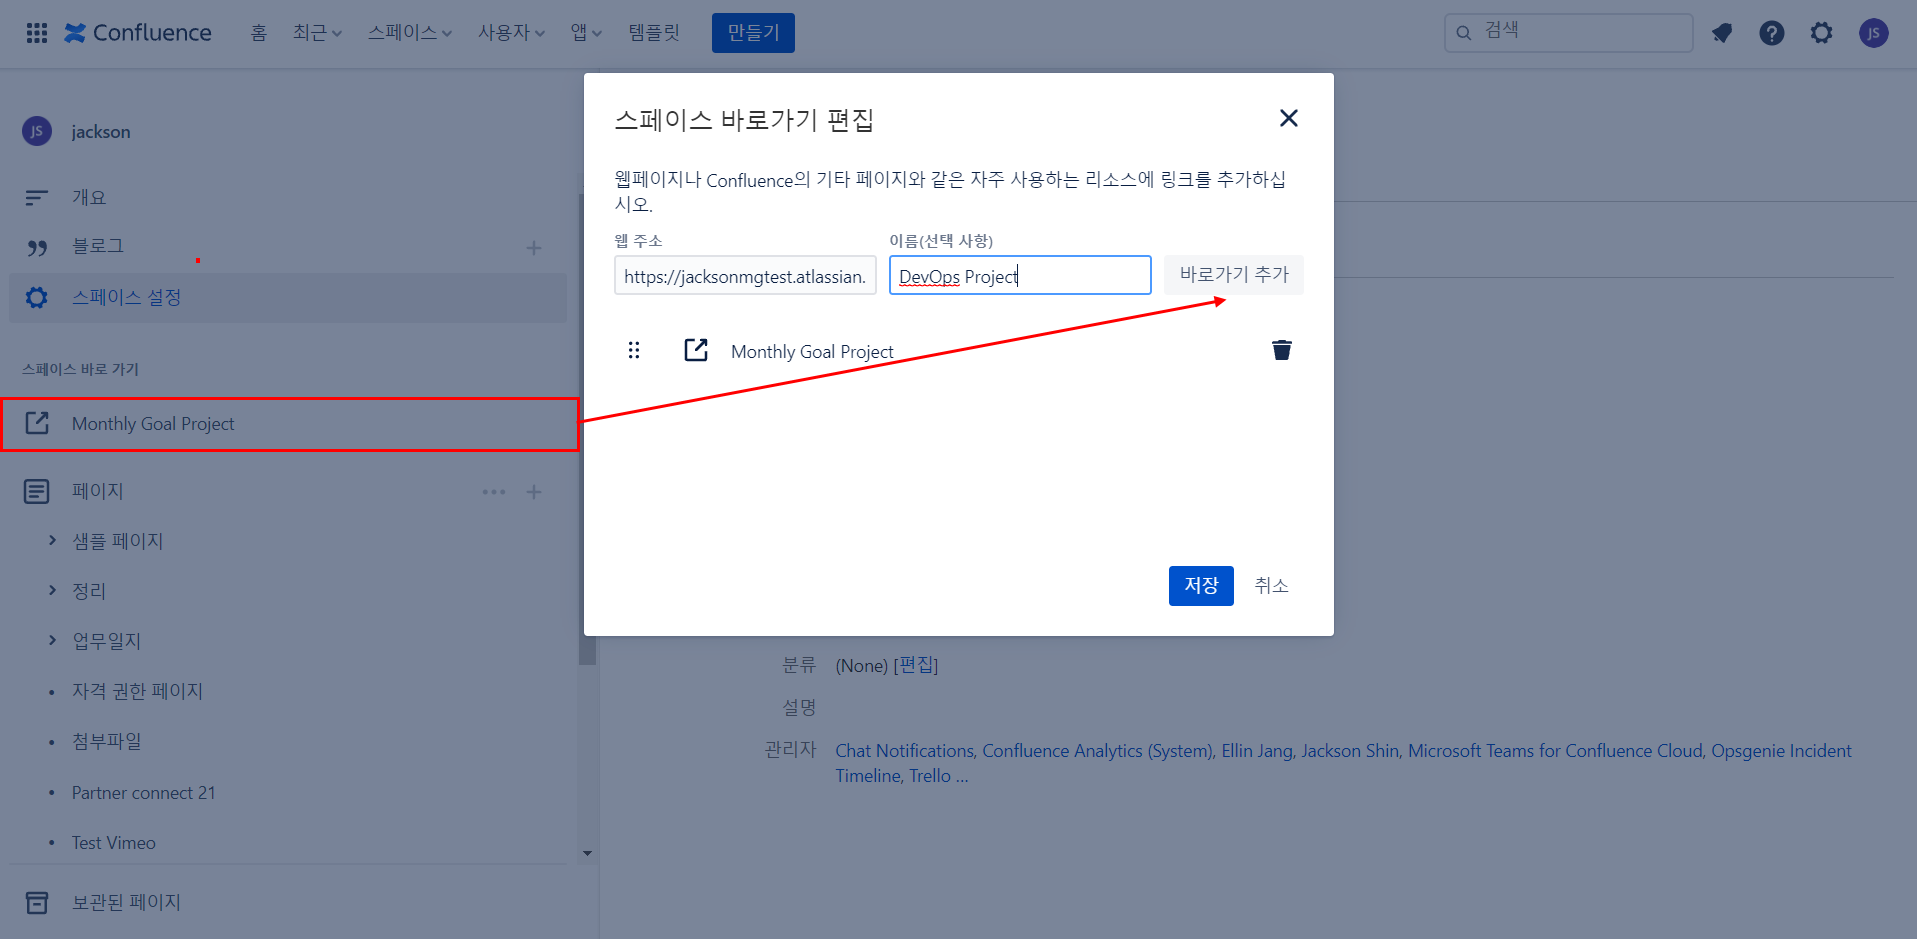 Confluence 홈 최근 스페이스 사용자 앱 템플릿 만들기 검색 JS
JS jackson
개요
블로그
스페이스 설정
스페이스 바로 가기
Monthly Goal Project
페이지
샘플 페이지
정리
업무일지
자격 권한 페이지
첨부파일
Partner connect 21
Test Vimeo
보관된 페이지
스페이스 바로가기 편집
웹페이지나 Confluence의 기타 페이지와 같은 자주 사용하는 리소스에 링크를 추가하십
시오.
웹 주소 이름(선택 사항)
https://jacksonmgtest.atlassian. DevOps Project 바로가기 추가
Monthly Goal Project
저장 취소
분류 (None) [편집]
설명
관리자 Chat Notifications, Confluence Analytics (System), Ellin Jang, Jackson Shin, Microsoft Teams for Confluence Cloud, Opsgenie Incident
Timeline, Trello ...